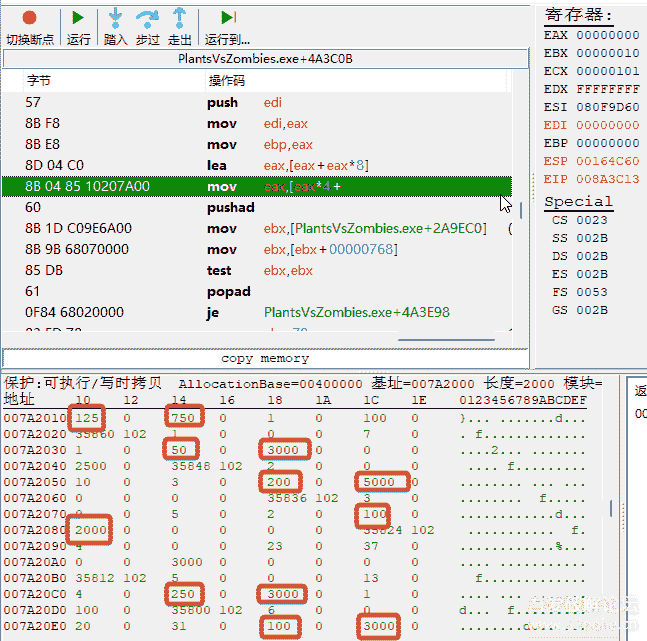 切换断点 运行 踏入 步过 走出 运行到...
PlantsVsZombies.exe+4A3C0B
字节 操作码
57 push edi
8B F8 mov edi,eax
8B E8 mov ebp,eax
8D 04 C0 lea eax,[eax+eax*8]
8B 04 85 10207A00 mov eax,[eax*4+
60 pushad
8B 1D C09E6A00 mov ebx,[PlantsVsZombies.exe+2A9EC0] (
8B 9B 68070000 mov ebx,[ebx+00000768]
85 DB test ebx,ebx
61 popad
0F84 68020000 je PlantsVsZombies.exe+4A3E98
寄存器:
EAX 00000000
EBX 00000010
ECX 00000101
EDX FFFFFFFF
ESI 080F9D60
EDI 00000000
EBP 00000000
ESP 00164C60
EIP 008A3C13
Special
CS 0023
SS 002B
DS 002B
ES 002B
FS 0053
GS 002B
copy memory
保护:可执行/写时拷贝 AllocationBase=00400000 基址=007A2000 长度=2000 模块=
地址 10 12 14 16 18 1A 1C 1E 0123456789ABCDEF
007A2010 125 0 750 0 1 0 100 0 }...........d...
007A2020 35860 102 1 0 0 0 7 0 . f.............
007A2030 1 0 50 0 3000 0 0 0 ....2...........
007A2040 2500 0 35848 102 2 0 0 0
007A2050 10 0 3 0 200 0 5000 0
007A2060 0 0 0 0 35836 102 3 0
007A2070 0 0 5 0 2 0 100 0 ............d...
007A2080 2000 0 0 0 0 0 35824 102
007A2090 4 0 0 0 23 0 37 0 ............%...
007A20A0 0 0 3000 0 0 0 0 0
007A20B0 35812 102 5 0 0 0 13 0
007A20C0 4 0 250 0 3000 0 1 0
007A20D0 100 0 35800 102 6 0 0 0
007A20E0 20 0 31 0 100 0 3000 0
返
00